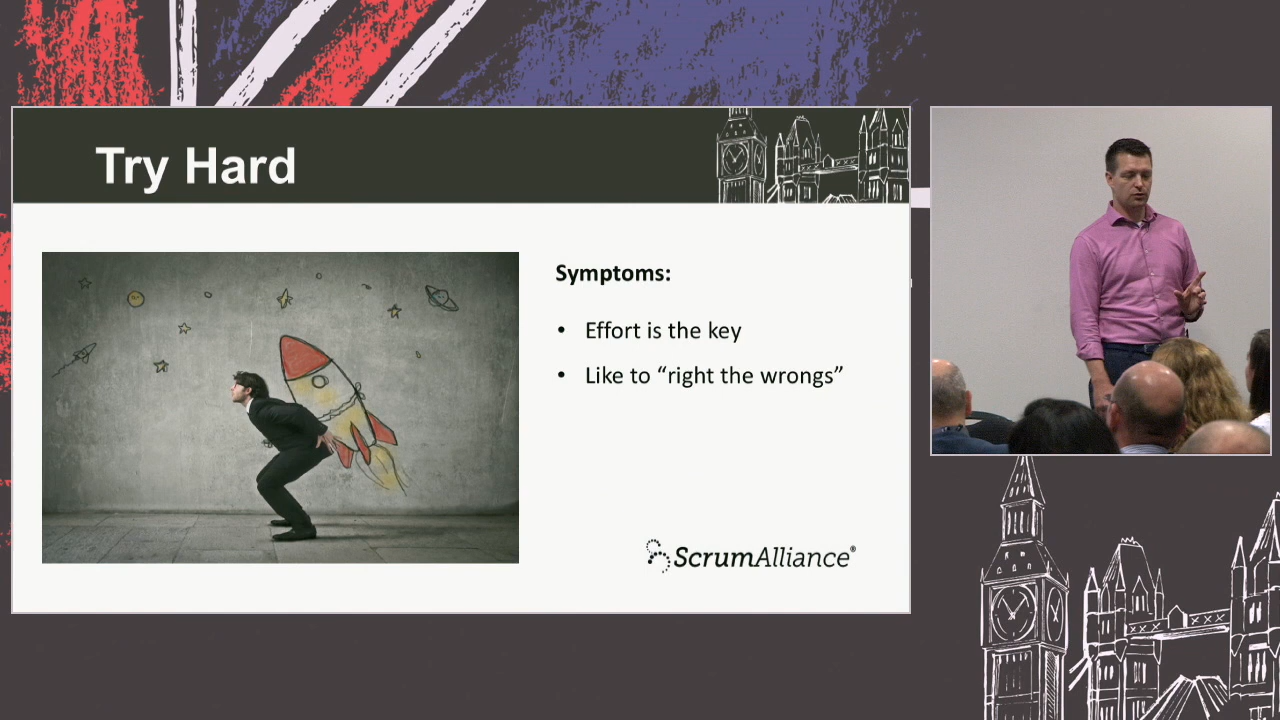 Try Hard
Symptoms:
• Effort is the key
• Like to “right the wrongs”
ScrumAlliance®